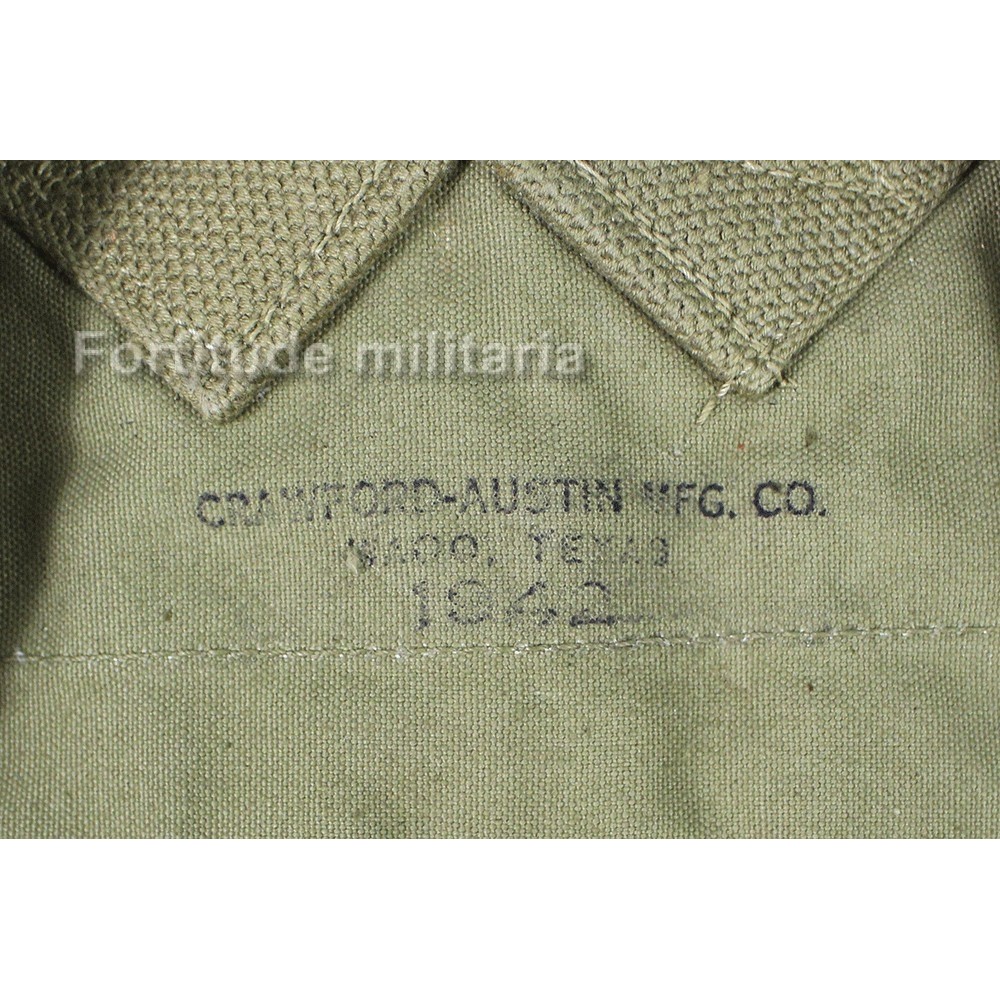 Fortitude militaria
CRAWFORD-AUSTIN MFG. CO.
WACO, TEXAS
1942